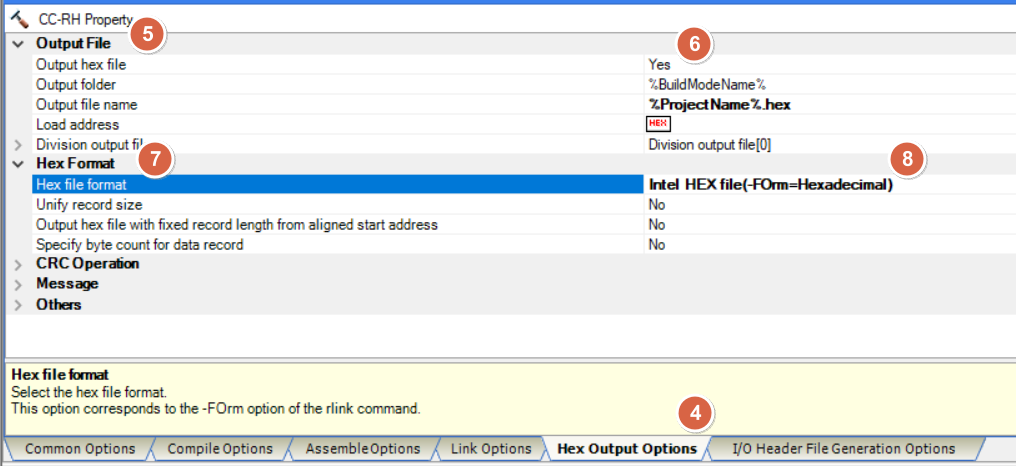 CC-RH Property
5
Output File
6
Output hex file Yes
Output folder %BuildModeName%
Output file name %ProjectName%.hex
Load address HEX
Division output fil Division output file[0]
7
Hex Format
8
Hex file format Intel HEX file(-FOrm=Hexadecimal)
Unify record size No
Output hex file with fixed record length from aligned start address No
Specify byte count for data record No
CRC Operation
Message
Others
Hex file format
Select the hex file format.
This option corresponds to the -FOrm option of the rlink command.
4
Common Options Compile Options Assemble Options Link Options Hex Output Options I/O Header File Generation Options